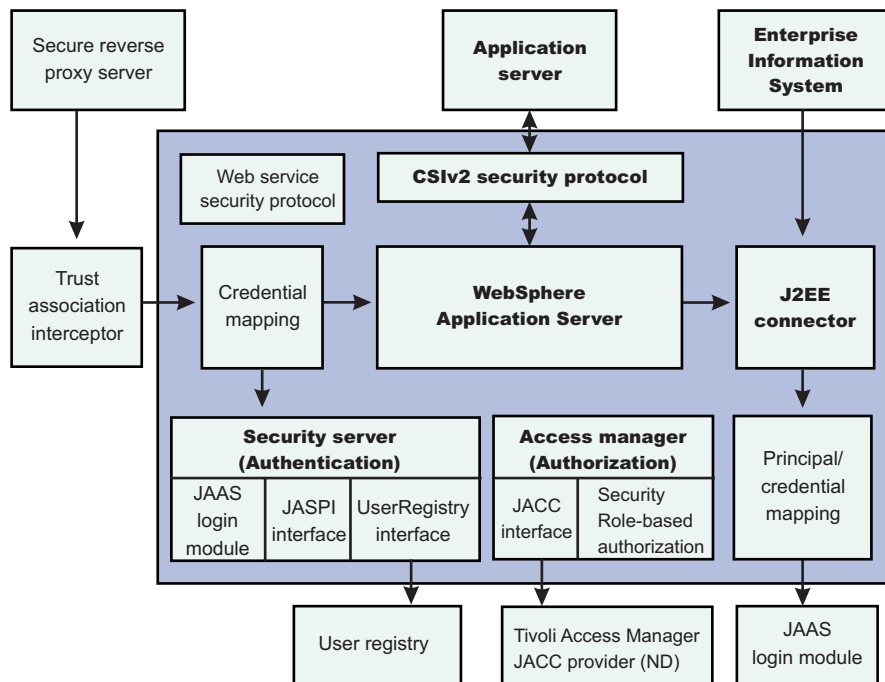 Secure reverse
proxy server
Application
server
Enterprise
Information
System
Web service
security protocol
CSIv2 security protocol
Trust
association
interceptor
Credential
mapping
WebSphere
Application Server
J2EE
connector
Security server
(Authentication)
JAAS
login
module
JASPI
interface
UserRegistry
interface
Access manager
(Authorization)
JACC
interface
Security
Role-based
authorization
Principal/
credential
mapping
User registry
Tivoli Access Manager
JACC provider (ND)
JAAS
login module